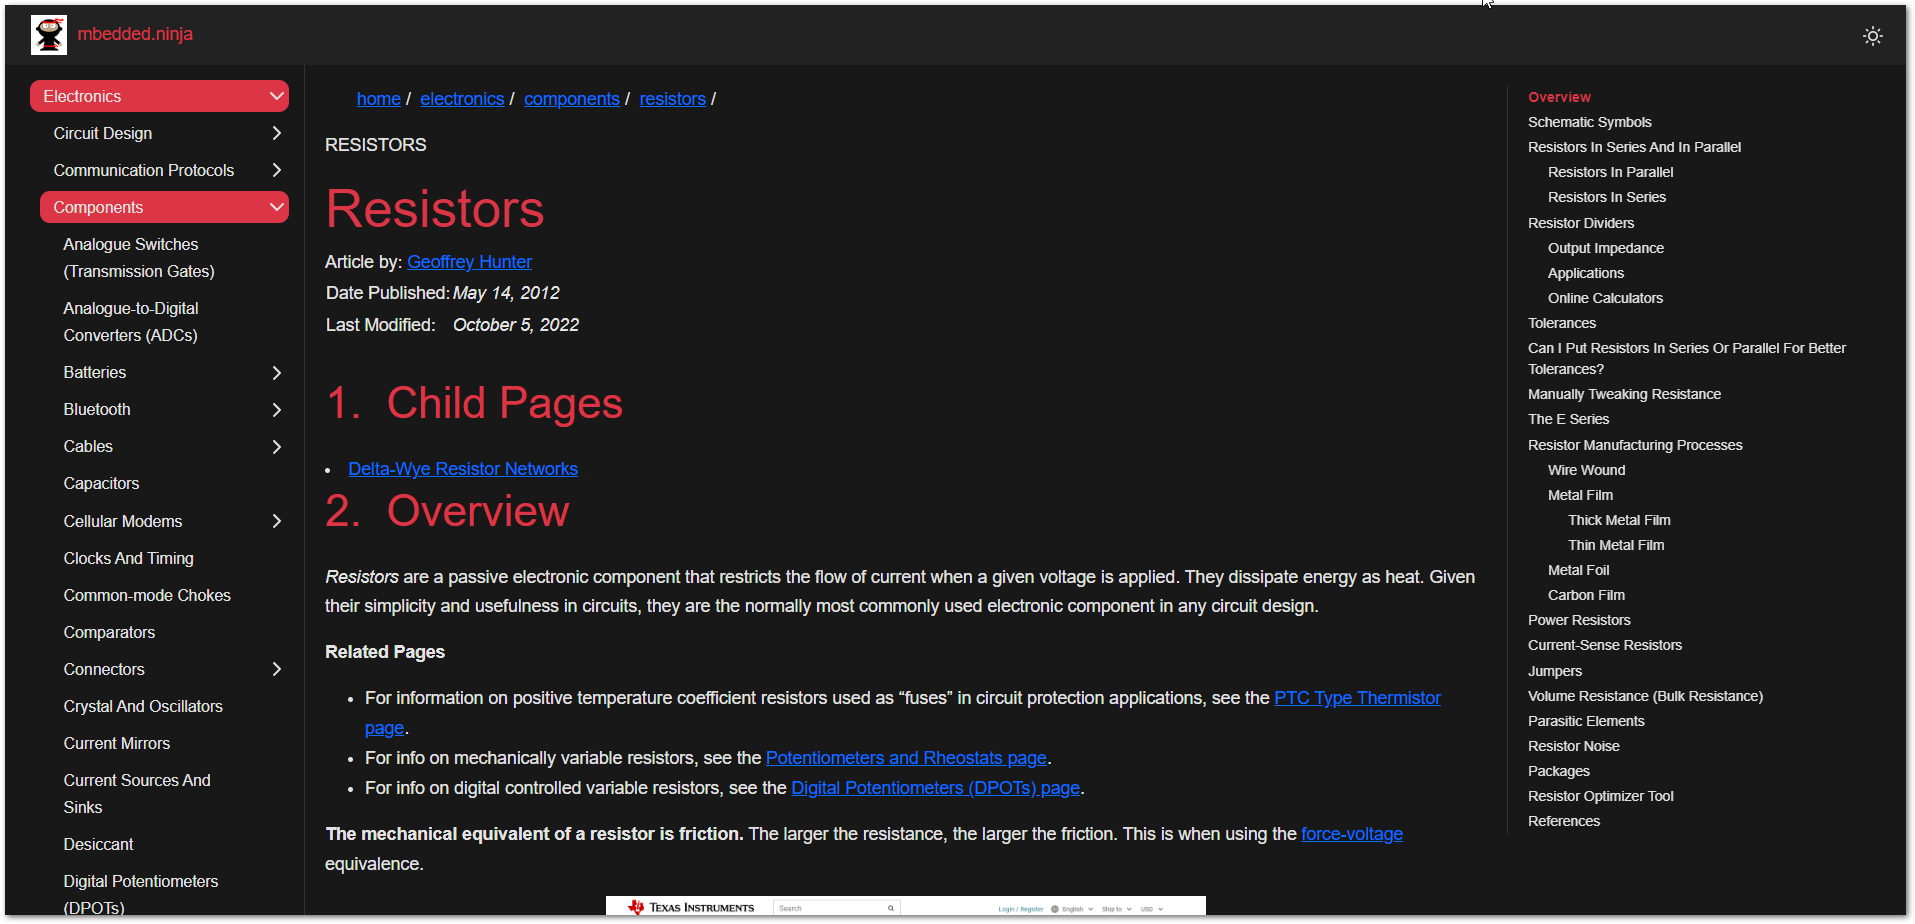 mbedded.ninja
Electronics
Circuit Design
Communication Protocols
Components
Analogue Switches
(Transmission Gates)
Analogue-to-Digital
Converters (ADCs)
Batteries
Bluetooth
Cables
Capacitors
Cellular Modems
Clocks And Timing
Common-mode Chokes
Comparators
Connectors
Crystal And Oscillators
Current Mirrors
Current Sources And
Sinks
Desiccant
Digital Potentiometers
(DPOTs)
home / electronics / components / resistors /
RESISTORS
Resistors
Article by: Geoffrey Hunter
Date Published: May 14, 2012
Last Modified: October 5, 2022
1. Child Pages
• Delta-Wye Resistor Networks
2. Overview
Resistors are a passive electronic component that restricts the flow of current when a given voltage is applied. They dissipate energy as heat. Given
their simplicity and usefulness in circuits, they are the normally most commonly used electronic component in any circuit design.
Related Pages
• For information on positive temperature coefficient resistors used as “fuses” in circuit protection applications, see the PTC Type Thermistor
page.
• For info on mechanically variable resistors, see the Potentiometers and Rheostats page.
• For info on digital controlled variable resistors, see the Digital Potentiometers (DPOTs) page.
The mechanical equivalent of a resistor is friction. The larger the resistance, the larger the friction. This is when using the force-voltage
equivalence.
TEXAS INSTRUMENTS Search Login / Register English Ship to USD
Overview
Schematic Symbols
Resistors In Series And In Parallel
Resistors In Parallel
Resistors In Series
Resistor Dividers
Output Impedance
Applications
Online Calculators
Tolerances
Can I Put Resistors In Series Or Parallel For Better
Tolerances?
Manually Tweaking Resistance
The E Series
Resistor Manufacturing Processes
Wire Wound
Metal Film
Thick Metal Film
Thin Metal Film
Metal Foil
Carbon Film
Power Resistors
Current-Sense Resistors
Jumpers
Volume Resistance (Bulk Resistance)
Parasitic Elements
Resistor Noise
Packages
Resistor Optimizer Tool
References